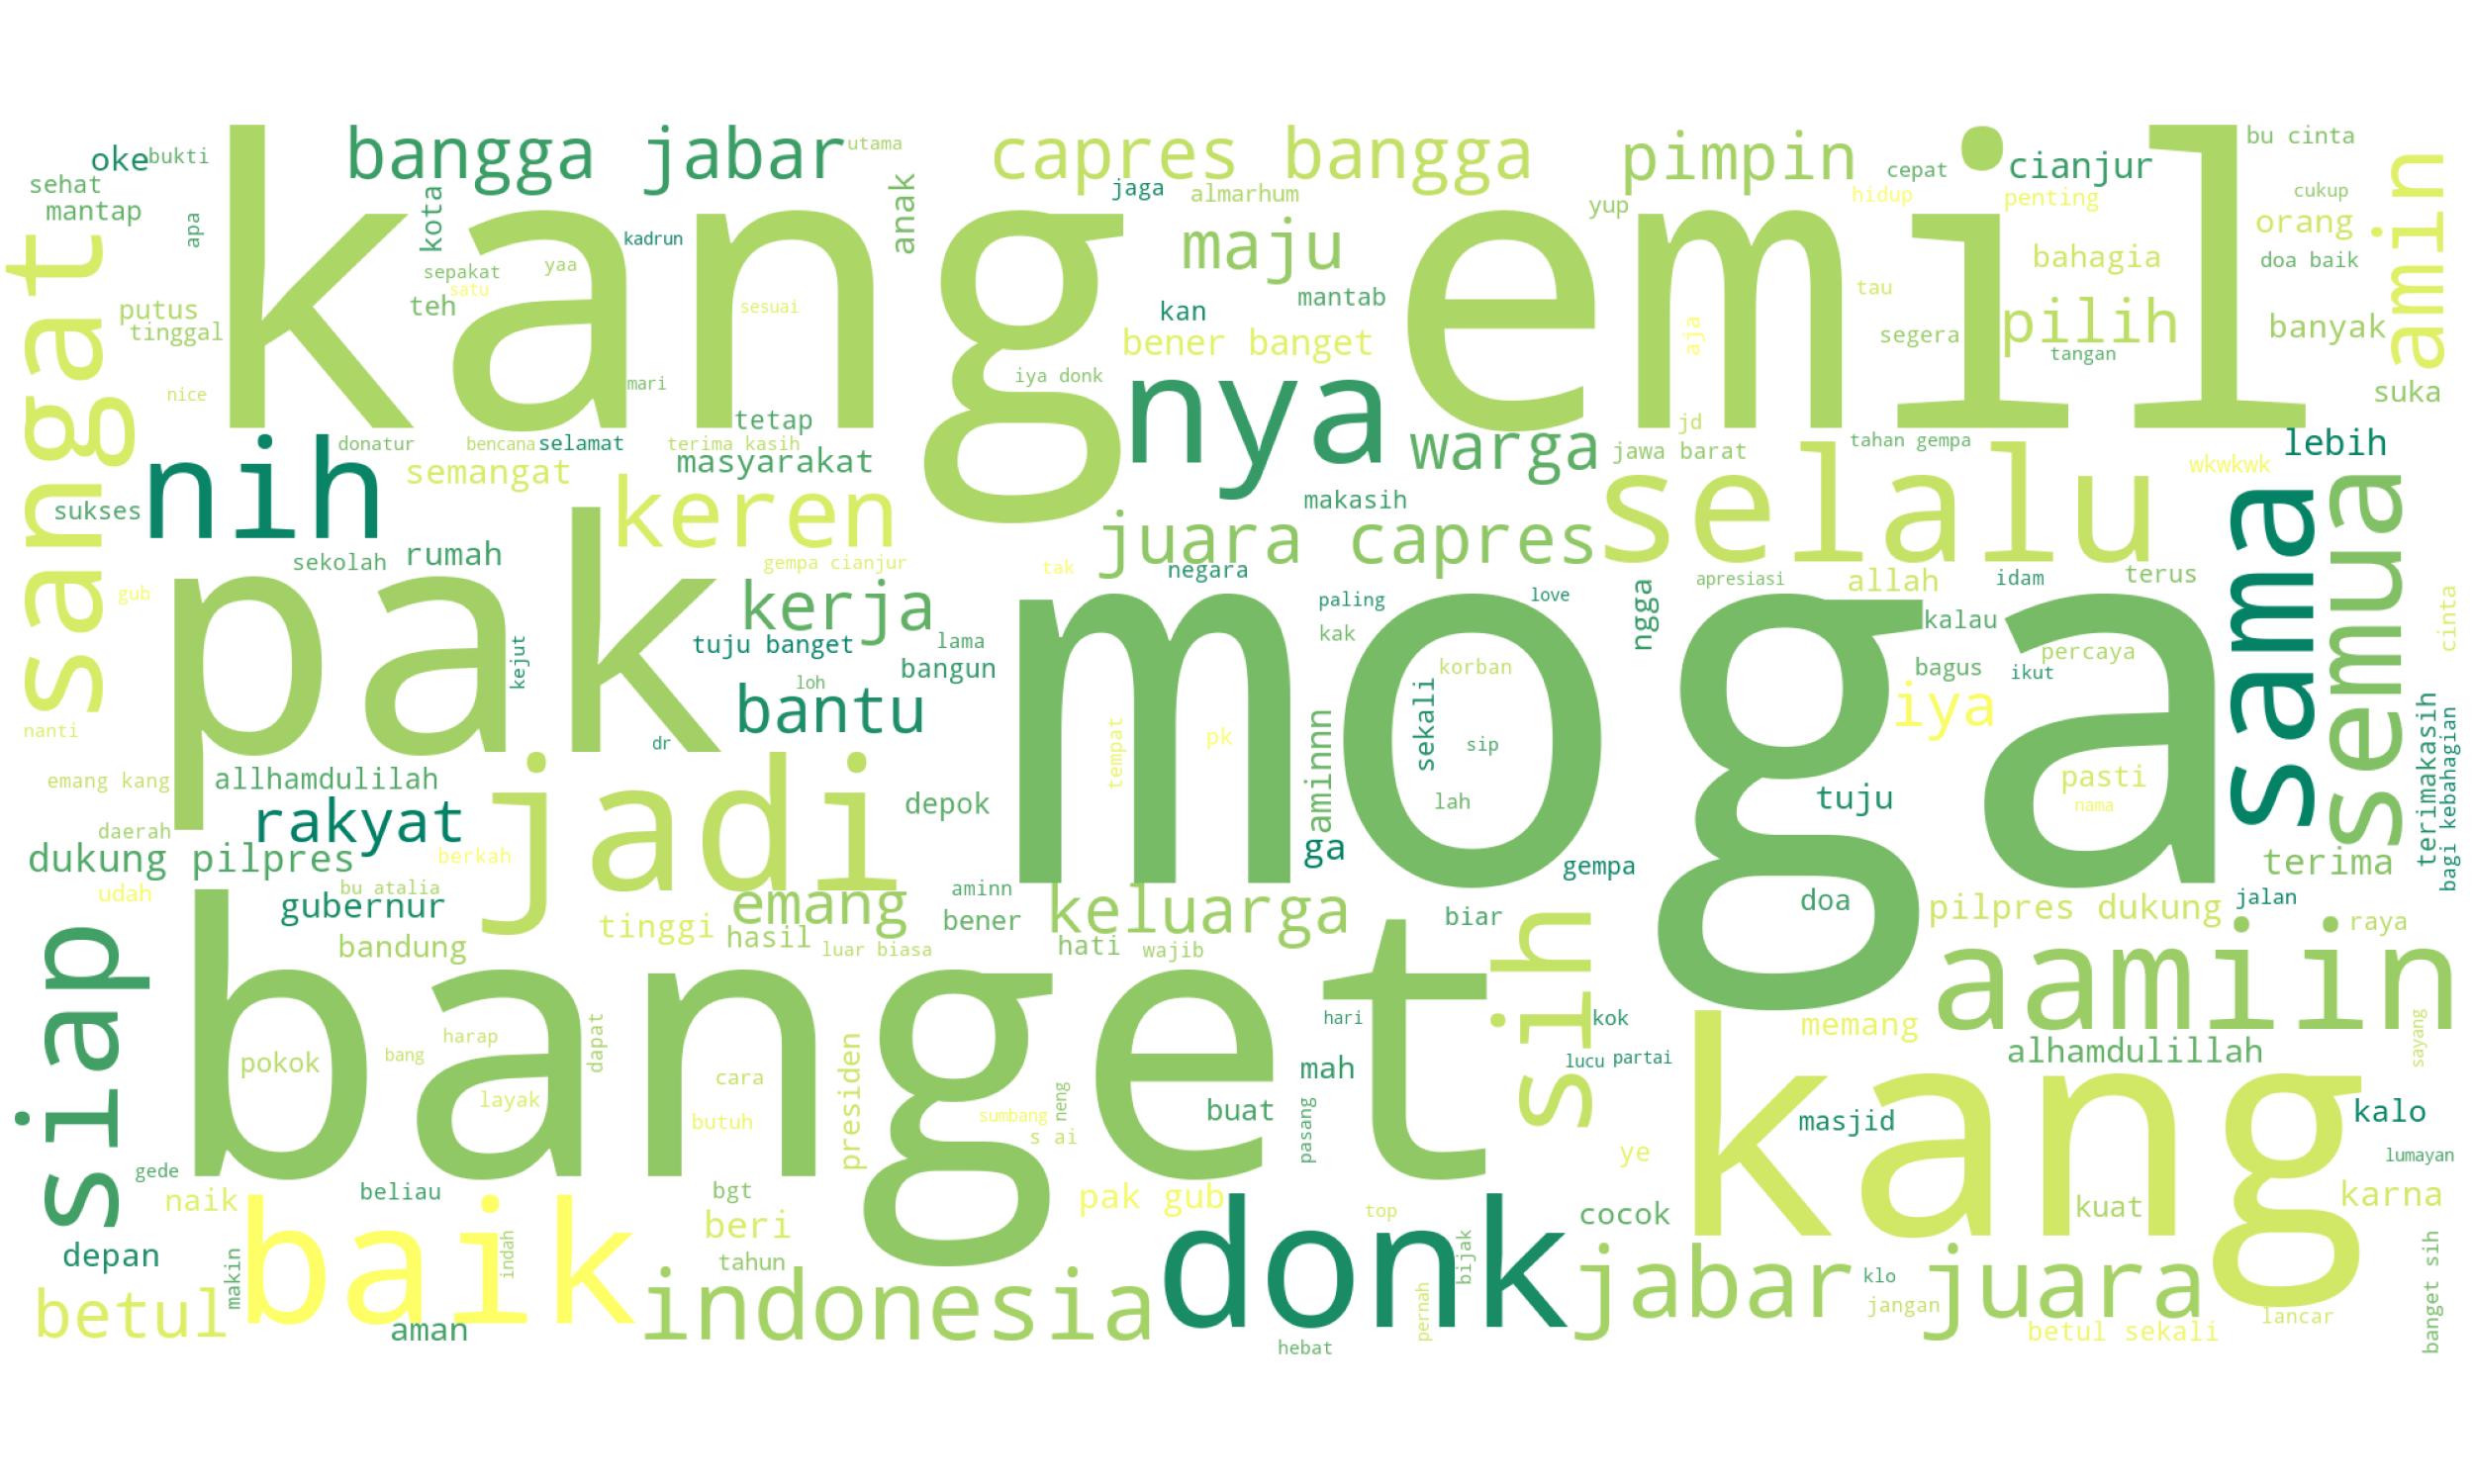 kang emil
moga
pak
banget
kang
nya
nih
selalu
sama
semua
sangat
siap
jadi
baik
donk
sih
aamiin
indonesia
jabar juara
bangga jabar
capres bangga
pimpin
cianjur
bu cinta
amin
oke
bukti
utama
sehat
mantap
apa
kota
kadrun
anak
jaga
almarhum
yup
cepat
hidup
penting
cukup
orang
doa baik
bahagia
maju
mantab
kan
bener banget
sepakat
satu
yaa
teh
sesuai
putus
tinggal
nice
mari
iya donk
tau
aja
segera
pilih
tangan
banyak
suka
jd
tetap
donatur
bencana
selamat
terima kasih
masyarakat
semangat
keren
warga
jawa barat
tahan gempa
wkwkwk
lebih
sukses
makasih
juara capres
sekolah
rumah
gempa cianjur
tak
negara
apresiasi
allah
idam
terus
gub
kerja
tuju banget
lama
bangun
paling
kak
love
ngga
kalau
percaya
bagus
ikut
iya
cinta
kejut
loh
bantu
dr
korban
sekali
sip
lah
tempat
pk
nanti
emang kang
allhamdulilah
rakyat
daerah
depok
aminnn
ga
tuju
pasti
nama
terimakasih
bagi kebahagian
dukung pilpres
berkah
gempa
terima
udah
bu atalia
gubernur
bandung
tinggi
emang
hasil
luar biasa
aminn
bener
keluarga
hati
wajib
biar
doa
pilpres dukung
jalan
raya
hari
kok
lucu
partai
memang
alhamdulillah
sayang
pokok
harap
bang
layak
dapat
cara
butuh
presiden
sumbang
neng
s ai
mah
buat
pasang
masjid
kalo
ye
lumayan
gede
naik
beliau
bgt
beri
pak gub
top
cocok
kuat
karna
depan
makin
indah
tahun
bijak
pernah
klo
jangan
lancar
banget sih
betul
aman
hebat
betul sekali